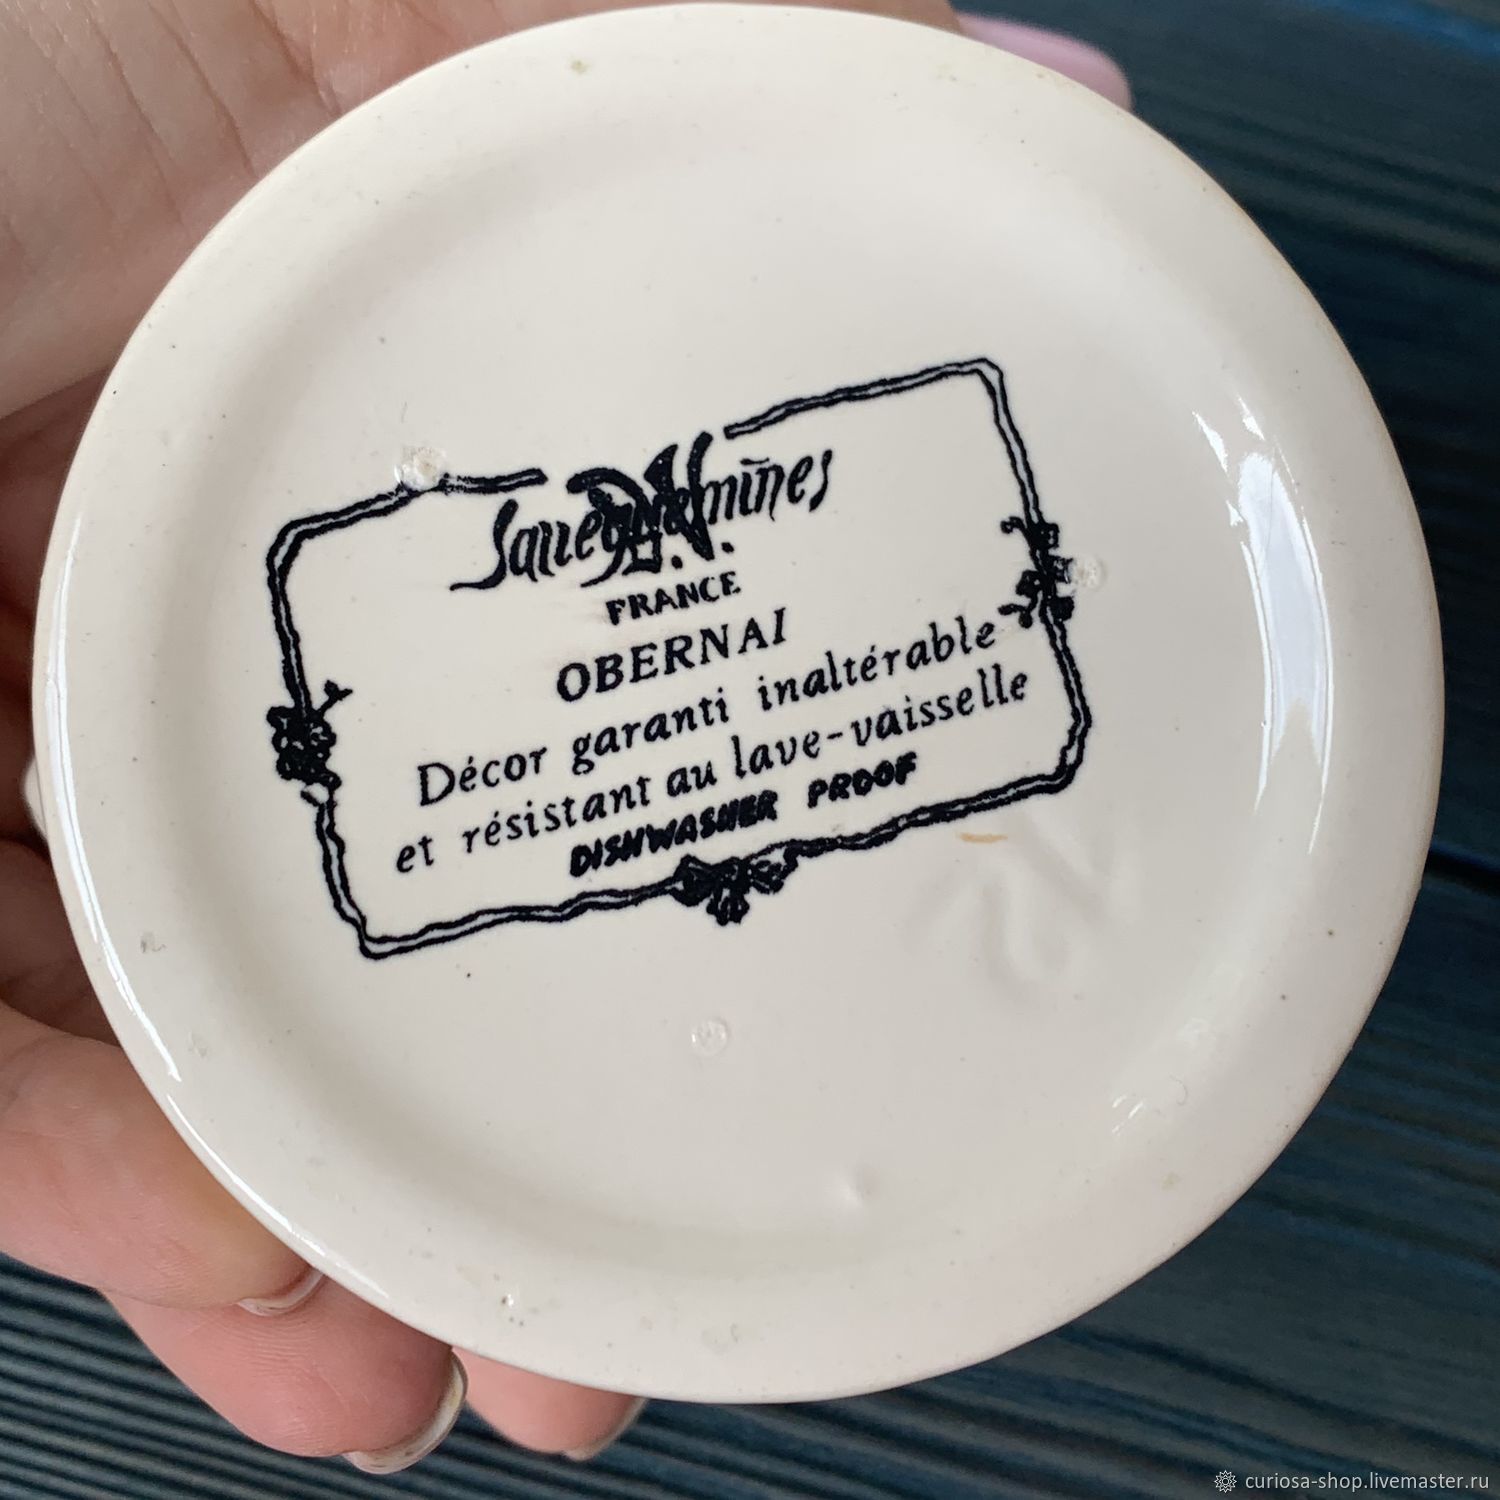 Sarreguemines
D.V.
FRANCE
OBERNAI
Décor garanti inaltérable
et résistant au lave-vaisselle
DISHWASHER PROOF
curiosa-shop.livemaster.ru